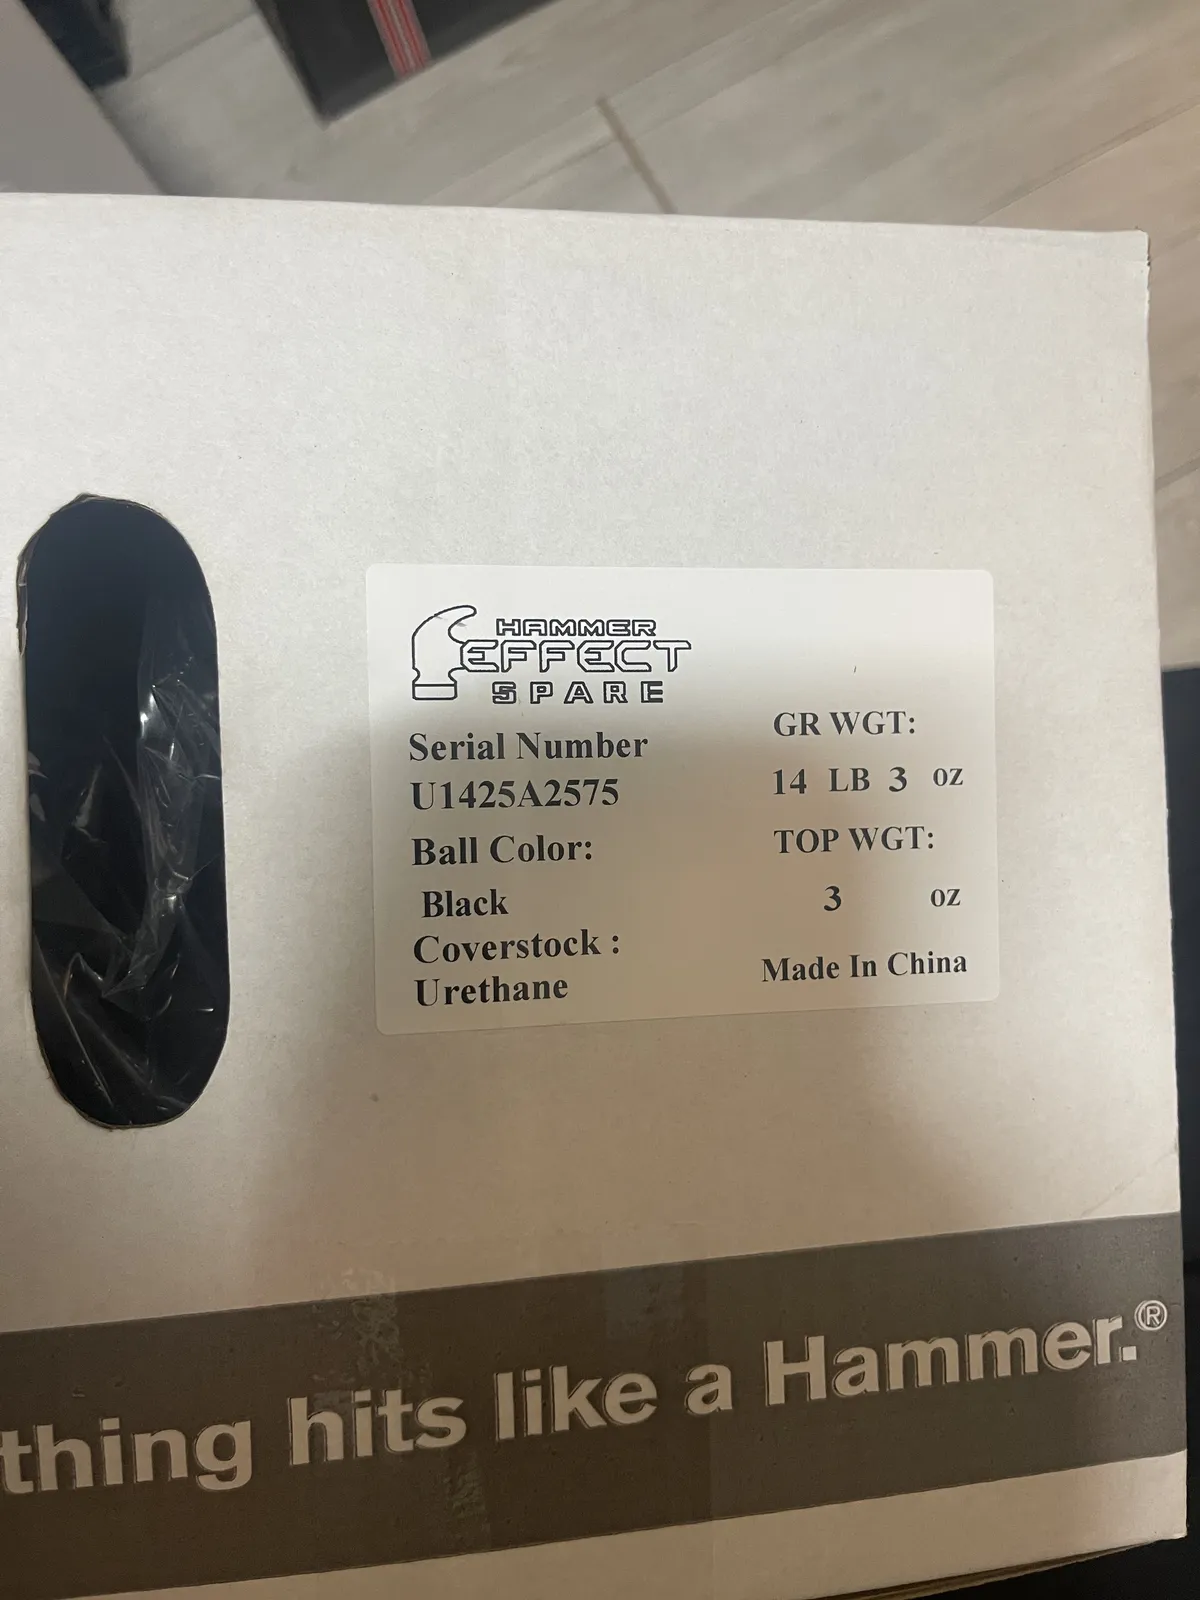 HAMMER
EFFECT
SPARE
Serial Number
U1425A2575
Ball Color:
Black
Coverstock :
Urethane
GR WGT:
14 LB 3 oz
TOP WGT:
3 oz
Made In China
thing hits like a Hammer.®